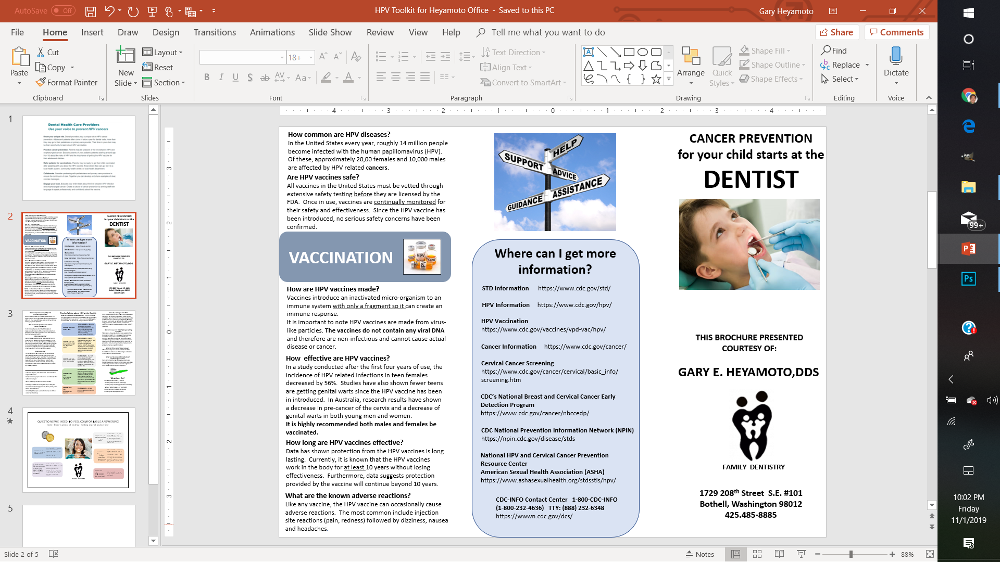 AutoSave Off
HPV Toolkit for Heyamoto Office - Saved to this PC
Gary Heyamoto
File Home Insert Draw Design Transitions Animations Slide Show Review View Help Tell me what you want to do
Share Comments
Paste
Cut
Copy
Format Painter
Clipboard
New Slide
Layout
Reset
Section
Slides
18+
Font
Text Direction
Align Text
Convert to SmartArt
Paragraph
Arrange
Quick Styles
Shape Fill
Shape Outline
Shape Effects
Drawing
Find
Replace
Select
Editing
Dictate
Voice
1
Dental Health Care Providers
Use your voice to prevent HPV cancers
2
3
4
QUESTIONS WE NEED TO FEEL COMFORTABLE ANSWERING
5
How common are HPV diseases?
In the United States every year, roughly 14 million people
become infected with the human papillomavirus (HPV).
Of these, approximately 20,00 females and 10,000 males
are affected by HPV related cancers.
Are HPV vaccines safe?
All vaccines in the United States must be vetted through
extensive safety testing before they are licensed by the
FDA. Once in use, vaccines are continually monitored for
their safety and effectiveness. Since the HPV vaccine has
been introduced, no serious safety concerns have been
confirmed.
VACCINATION
HPV
VACCINE
How are HPV vaccines made?
Vaccines introduce an inactivated micro-organism to an
immune system with only a fragment so it can create an
immune response.
It is important to note HPV vaccines are made from virus-
like particles. The vaccines do not contain any viral DNA
and therefore are non-infectious and cannot cause actual
disease or cancer.
How effective are HPV vaccines?
In a study conducted after the first four years of use, the
incidence of HPV related infections in teen females
decreased by 56%. Studies have also shown fewer teens
are getting genital warts since the HPV vaccine has been
in introduced. In Australia, research results have shown
a decrease in pre-cancer of the cervix and a decrease of
genital warts in both young men and women.
It is highly recommended both males and females be
vaccinated.
How long are HPV vaccines effective?
Data has shown protection from the HPV vaccines is long
lasting. Currently, it is known that the HPV vaccines
work in the body for at least 10 years without losing
effectiveness. Furthermore, data suggests protection
provided by the vaccine will continue beyond 10 years.
What are the known adverse reactions?
Like any vaccine, the HPV vaccine can occasionally cause
adverse reactions. The most common include injection
site reactions (pain, redness) followed by dizziness, nausea
and headaches.
HELP
SUPPORT
ADVICE
ASSISTANCE
GUIDANCE
Where can I get more
information?
STD Information https://www.cdc.gov/std/
HPV Information https://www.cdc.gov/hpv/
HPV Vaccination
https://www.cdc.gov/vaccines/vpd-vac/hpv/
Cancer Information https://www.cdc.gov/cancer/
Cervical Cancer Screening
https://www.cdc.gov/cancer/cervical/basic_info/
screening.htm
CDC's National Breast and Cervical Cancer Early
Detection Program
https://www.cdc.gov/cancer/nbccedp/
CDC National Prevention Information Network (NPIN)
https://npin.cdc.gov/disease/stds
National HPV and Cervical Cancer Prevention
Resource Center
American Sexual Health Association (ASHA)
https://www.ashasexualhealth.org/stdsstis/hpv/
CDC-INFO Contact Center 1-800-CDC-INFO
(1-800-232-4636) TTY: (888) 232-6348
https://wwwn.cdc.gov/dcs/
CANCER PREVENTION
for your child starts at the
DENTIST
THIS BROCHURE PRESENTED
COURTESY OF:
GARY E. HEYAMOTO,DDS
FAMILY DENTISTRY
1729 208th Street S.E. #101
Bothell, Washington 98012
425.485-8885
99+
10:02 PM
Friday
11/1/2019
Slide 2 of 5
Notes
88%